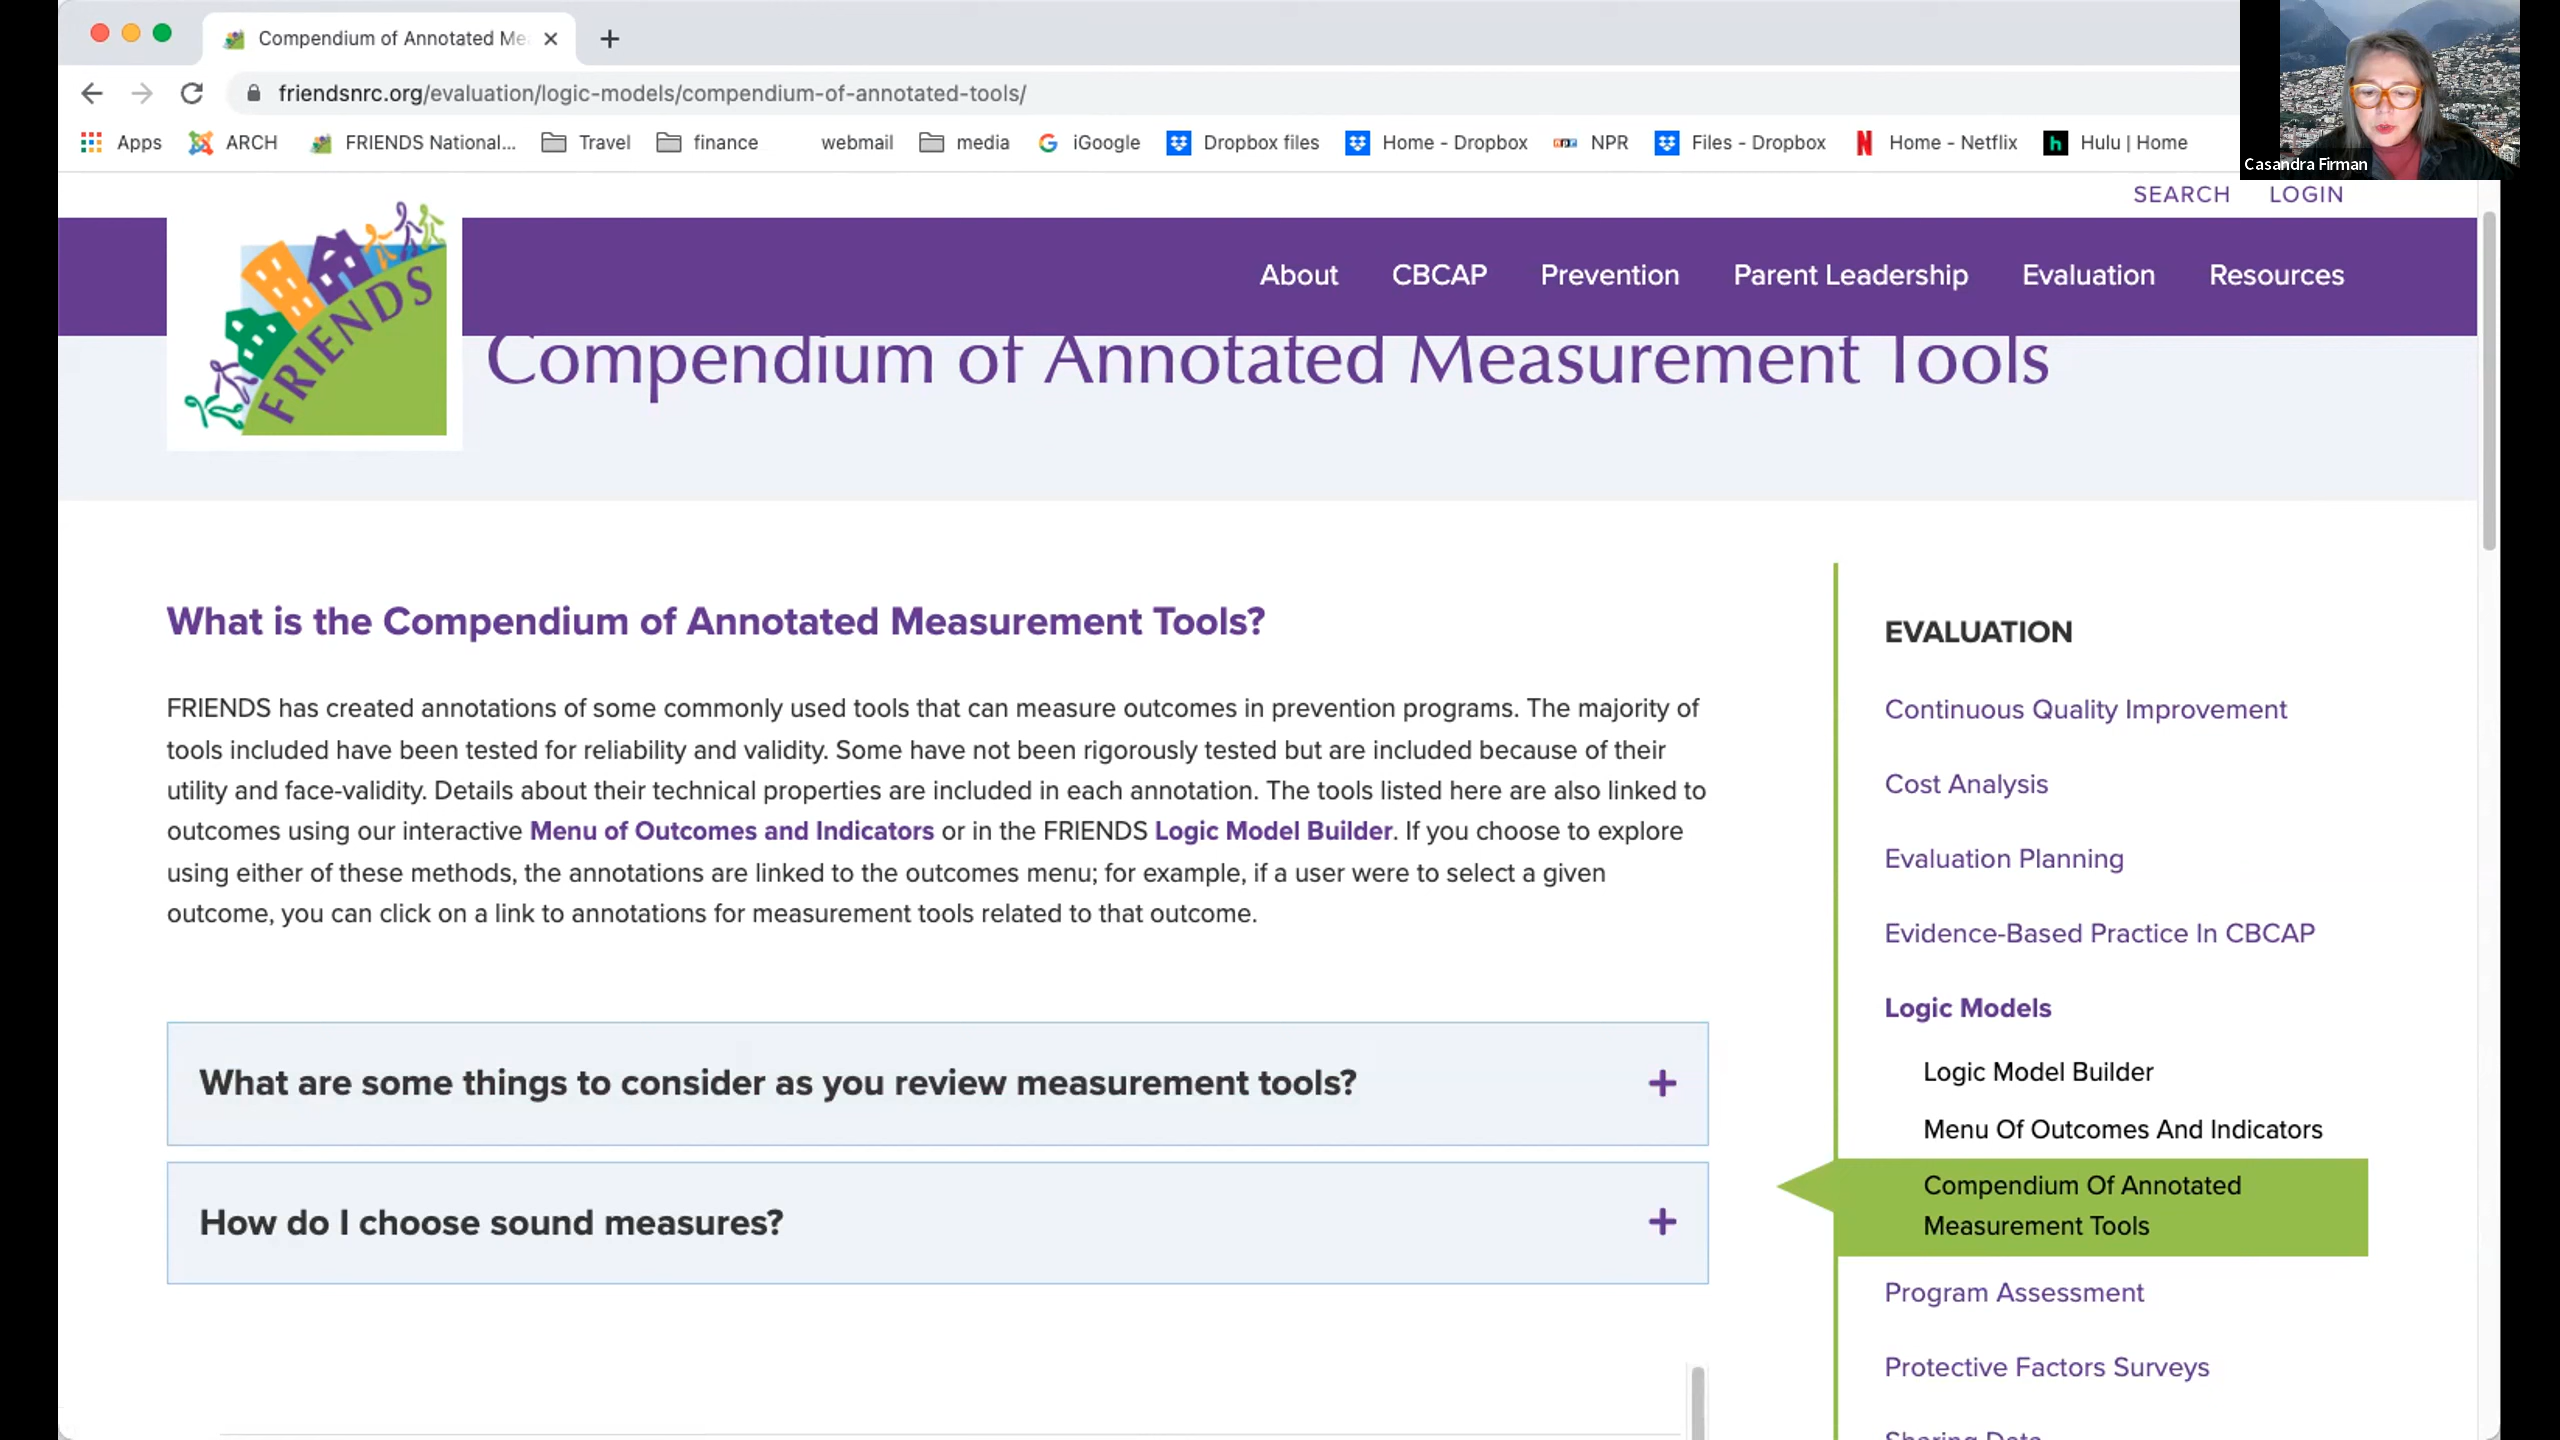 Compendium of Annotated Me
friendsnrc.org/evaluation/logic-models/compendium-of-annotated-tools/
Apps ARCH FRIENDS National... Travel finance webmail media iGoogle Dropbox files Home - Dropbox NPR Files - Dropbox Home - Netflix Hulu | Home
Casandra Firman
SEARCH LOGIN
FRIENDS
About CBCAP Prevention Parent Leadership Evaluation Resources
Compendium of Annotated Measurement Tools
What is the Compendium of Annotated Measurement Tools?
FRIENDS has created annotations of some commonly used tools that can measure outcomes in prevention programs. The majority of
tools included have been tested for reliability and validity. Some have not been rigorously tested but are included because of their
utility and face-validity. Details about their technical properties are included in each annotation. The tools listed here are also linked to
outcomes using our interactive Menu of Outcomes and Indicators or in the FRIENDS Logic Model Builder. If you choose to explore
using either of these methods, the annotations are linked to the outcomes menu; for example, if a user were to select a given
outcome, you can click on a link to annotations for measurement tools related to that outcome.
What are some things to consider as you review measurement tools? +
How do I choose sound measures? +
EVALUATION
Continuous Quality Improvement
Cost Analysis
Evaluation Planning
Evidence-Based Practice In CBCAP
Logic Models
Logic Model Builder
Menu Of Outcomes And Indicators
Compendium Of Annotated
Measurement Tools
Program Assessment
Protective Factors Surveys
Sharing Data